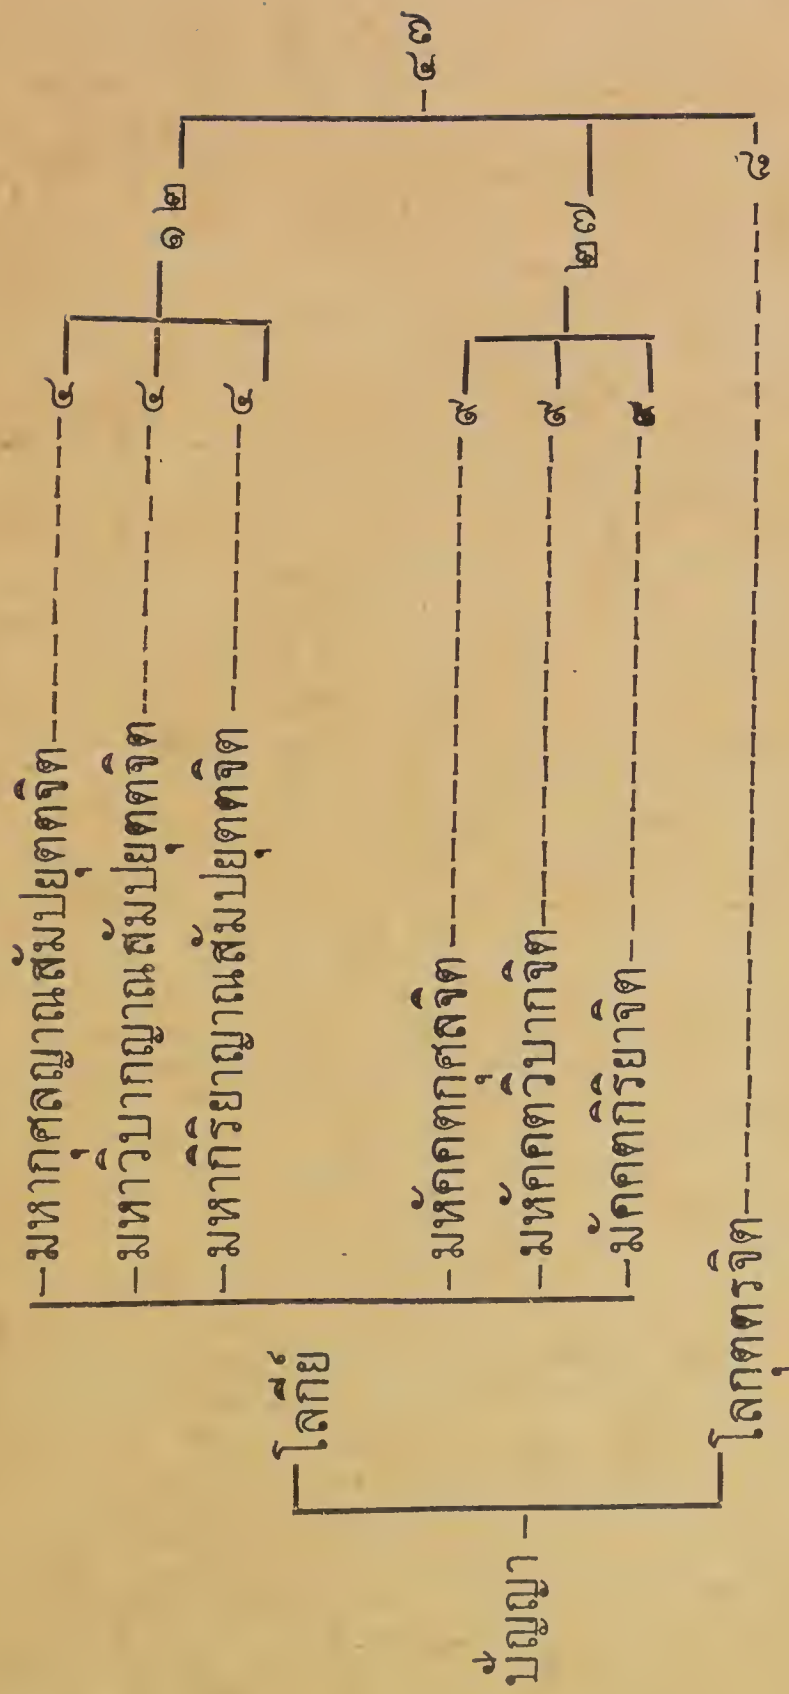 ปัญญา
โลกีย์
มหากุศลญาณสัมปยุตตจิต ๔
มหาวิบากญาณสัมปยุตตจิต ๔
มหากิริยาญาณสัมปยุตตจิต ๔
๑๒
มหัคคตกุศลจิต ๙
มหัคคตวิบากจิต ๙
มัคคตกิริยาจิต ๙
๒๗
โลกุตตรจิต ๘
๔๗